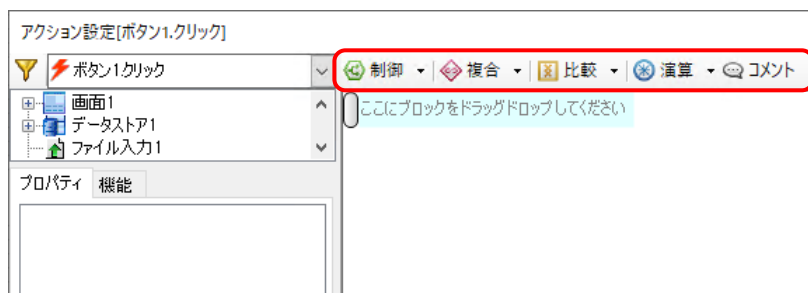 アクション設定[ボタン1.クリック]
ボタン1.クリック
制御 複合 比較 演算 コメント
画面1
データストア1
ファイル入力1
ここにブロックをドラッグドロップしてください
プロパティ 機能